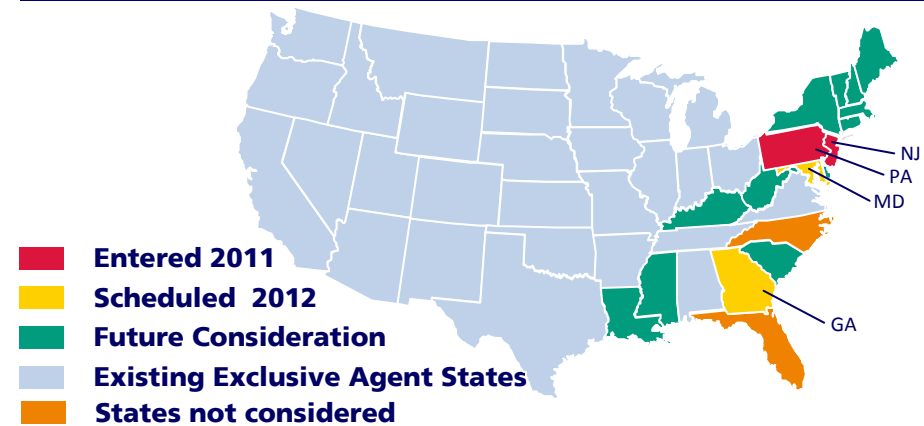 NJ
PA
MD
GA
Entered 2011
Scheduled 2012
Future Consideration
Existing Exclusive Agent States
States not considered